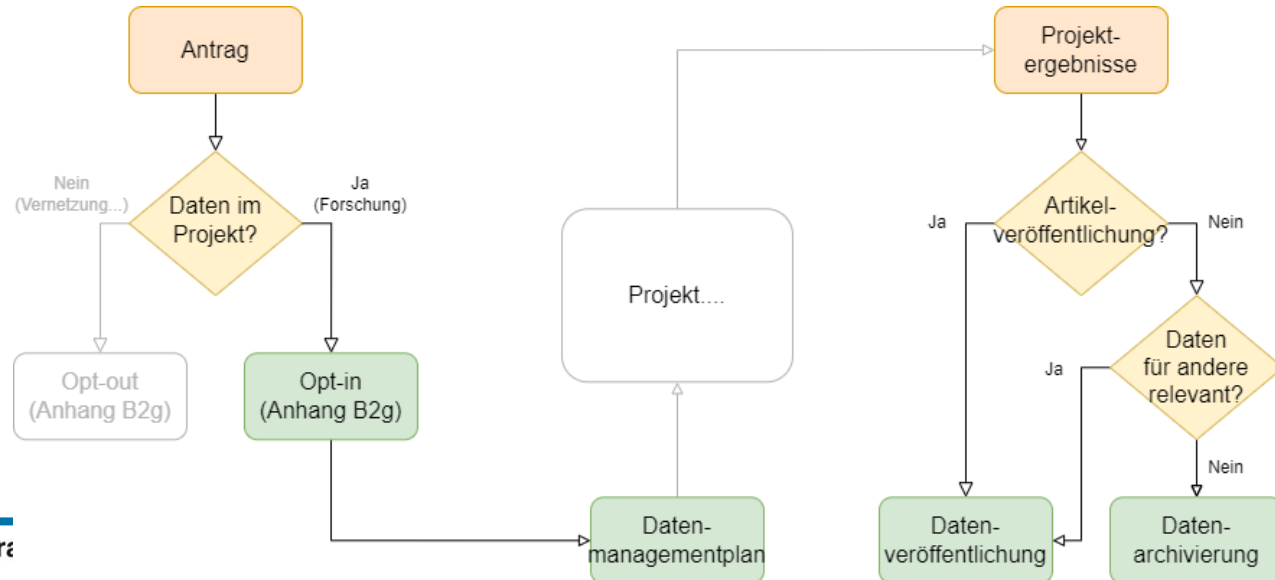 Antrag
Nein
(Vernetzung...)
Daten im
Projekt?
Ja
(Forschung)
Opt-out
(Anhang B2g)
Opt-in
(Anhang B2g)
Daten-
managementplan
Projekt....
Projekt-
ergebnisse
Artikel-
veröffentlichung?
Ja
Nein
Daten
für andere
relevant?
Ja
Nein
Daten-
veröffentlichung
Daten-
archivierung